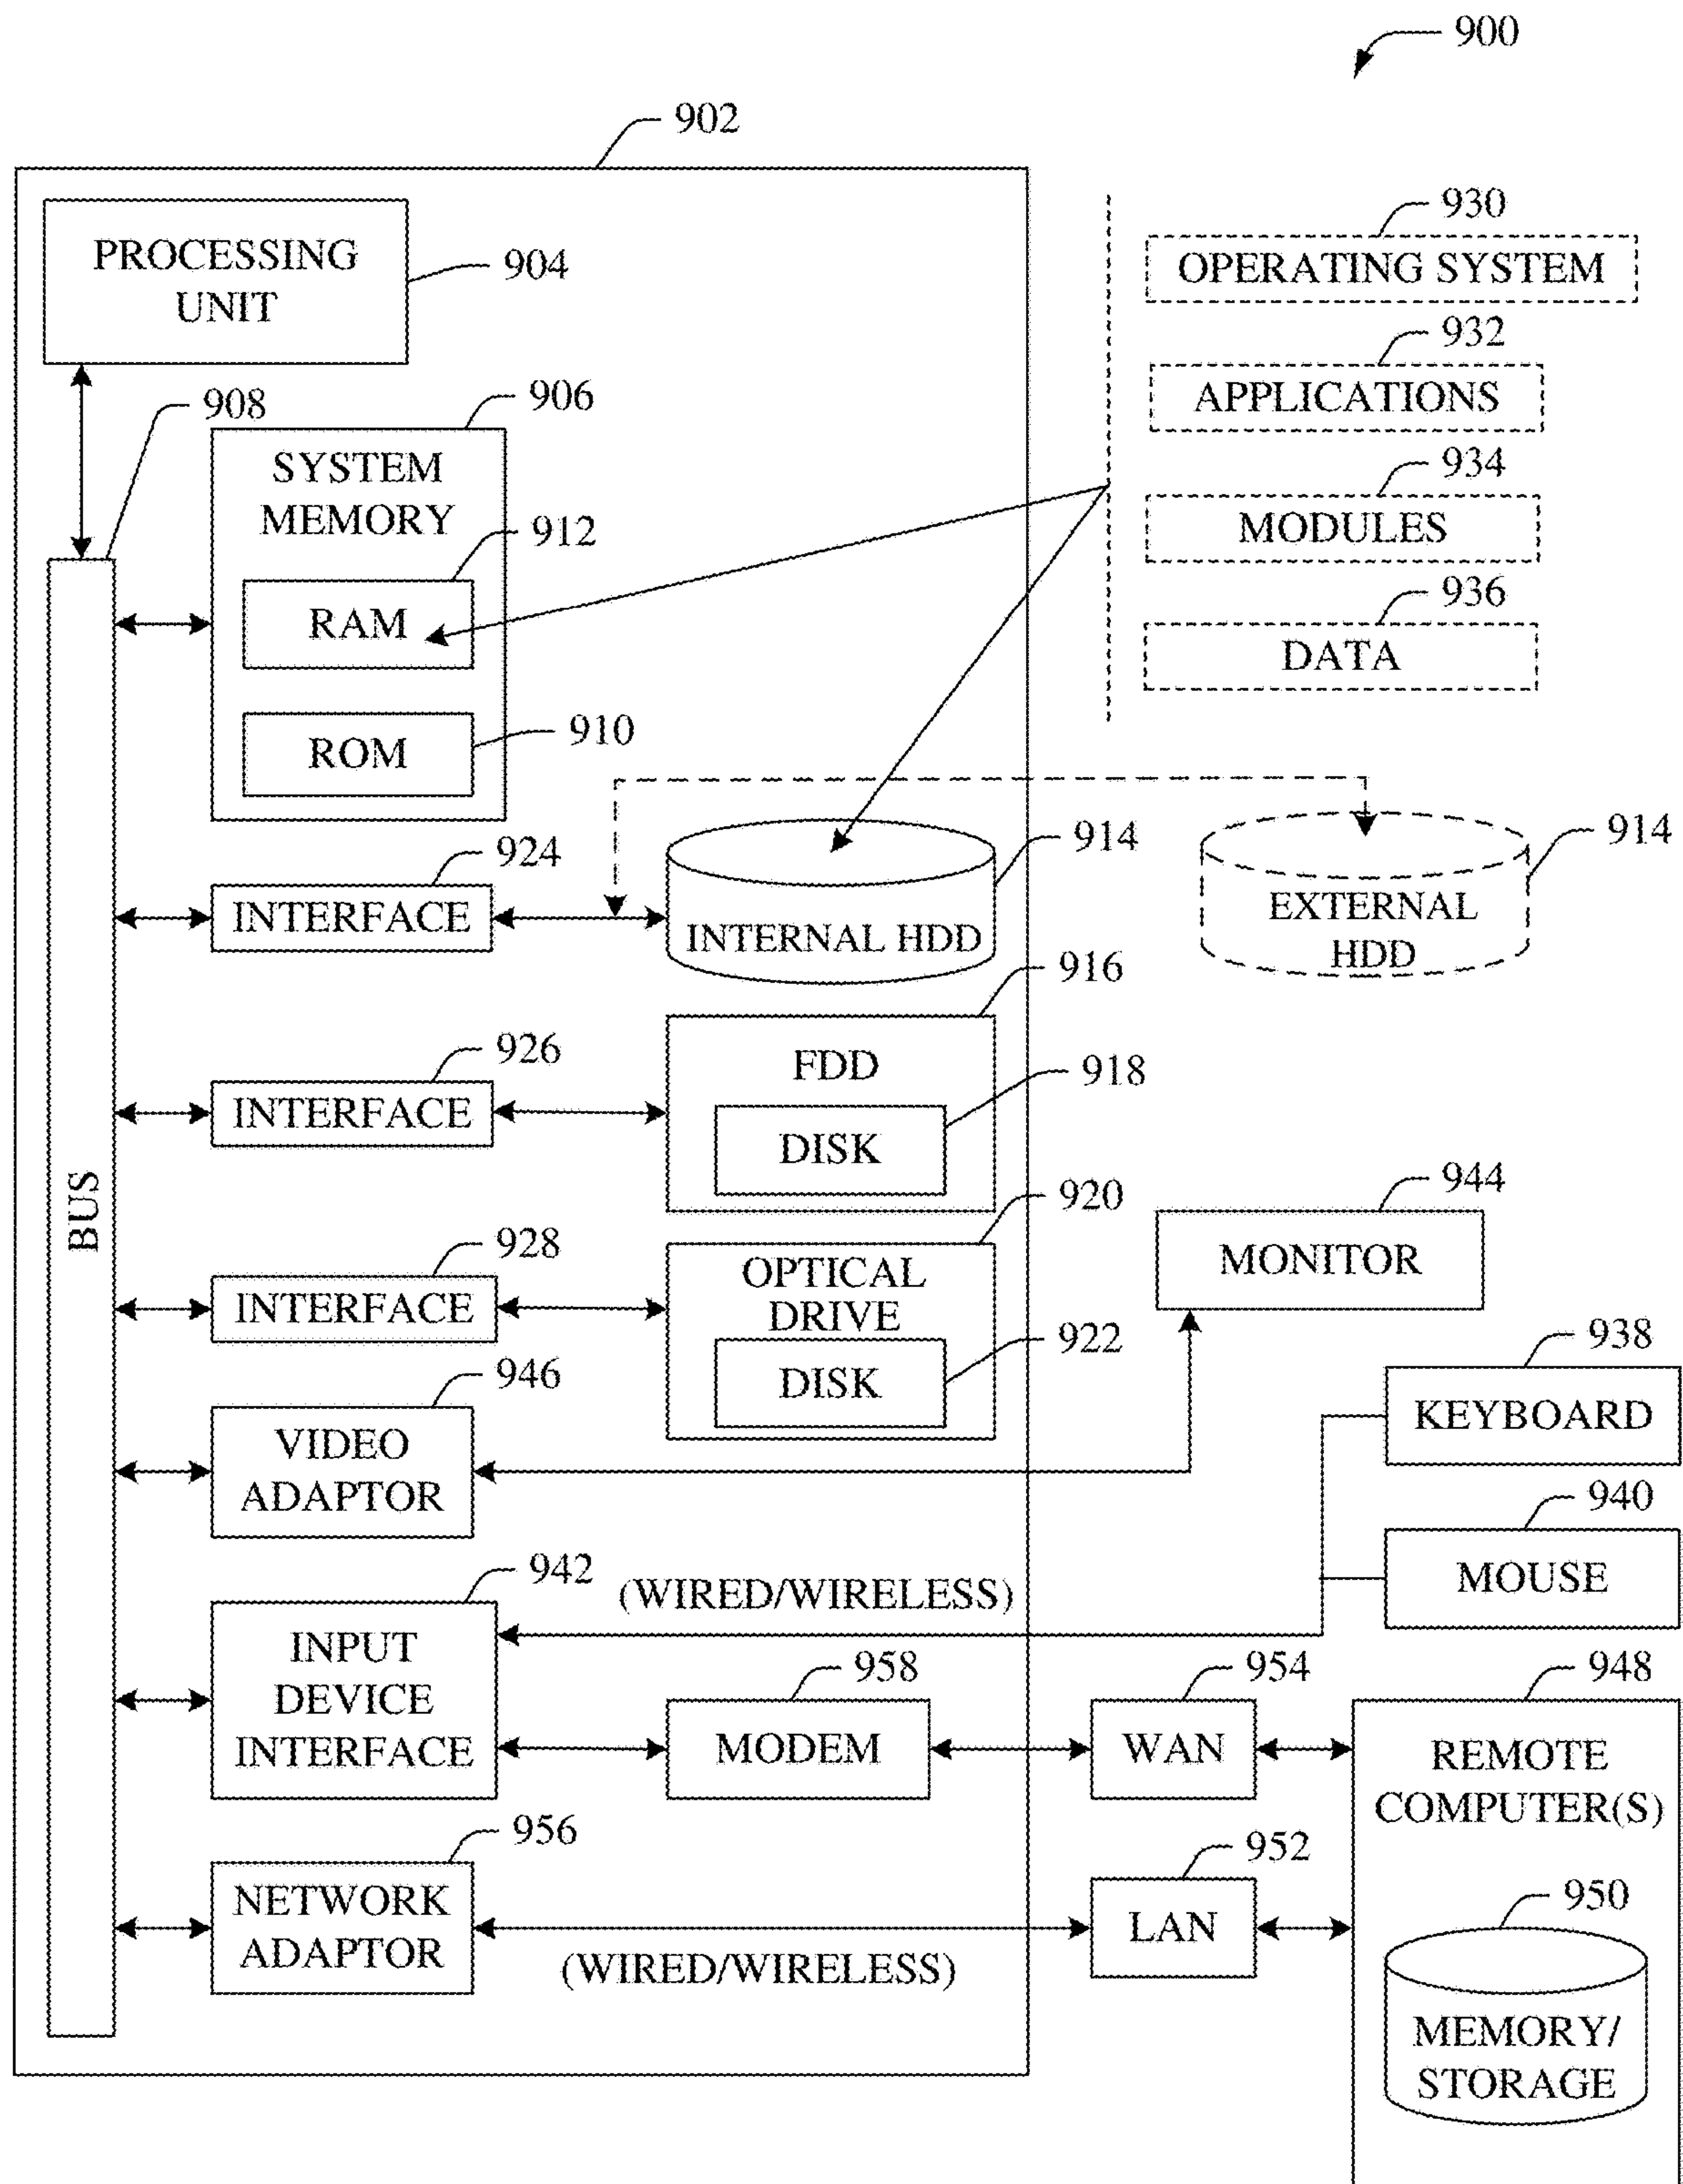 900
902
PROCESSING
UNIT
904
930
OPERATING SYSTEM
932
APPLICATIONS
934
MODULES
936
DATA
908
906
SYSTEM
MEMORY
912
RAM
910
ROM
924
INTERFACE
914
INTERNAL HDD
914
EXTERNAL
HDD
926
INTERFACE
916
FDD
918
DISK
BUS
928
INTERFACE
920
OPTICAL
DRIVE
922
DISK
944
MONITOR
946
VIDEO
ADAPTOR
938
KEYBOARD
940
MOUSE
942
INPUT
DEVICE
INTERFACE
(WIRED/WIRELESS)
958
MODEM
954
WAN
948
REMOTE
COMPUTER(S)
956
NETWORK
ADAPTOR
(WIRED/WIRELESS)
952
LAN
950
MEMORY/
STORAGE